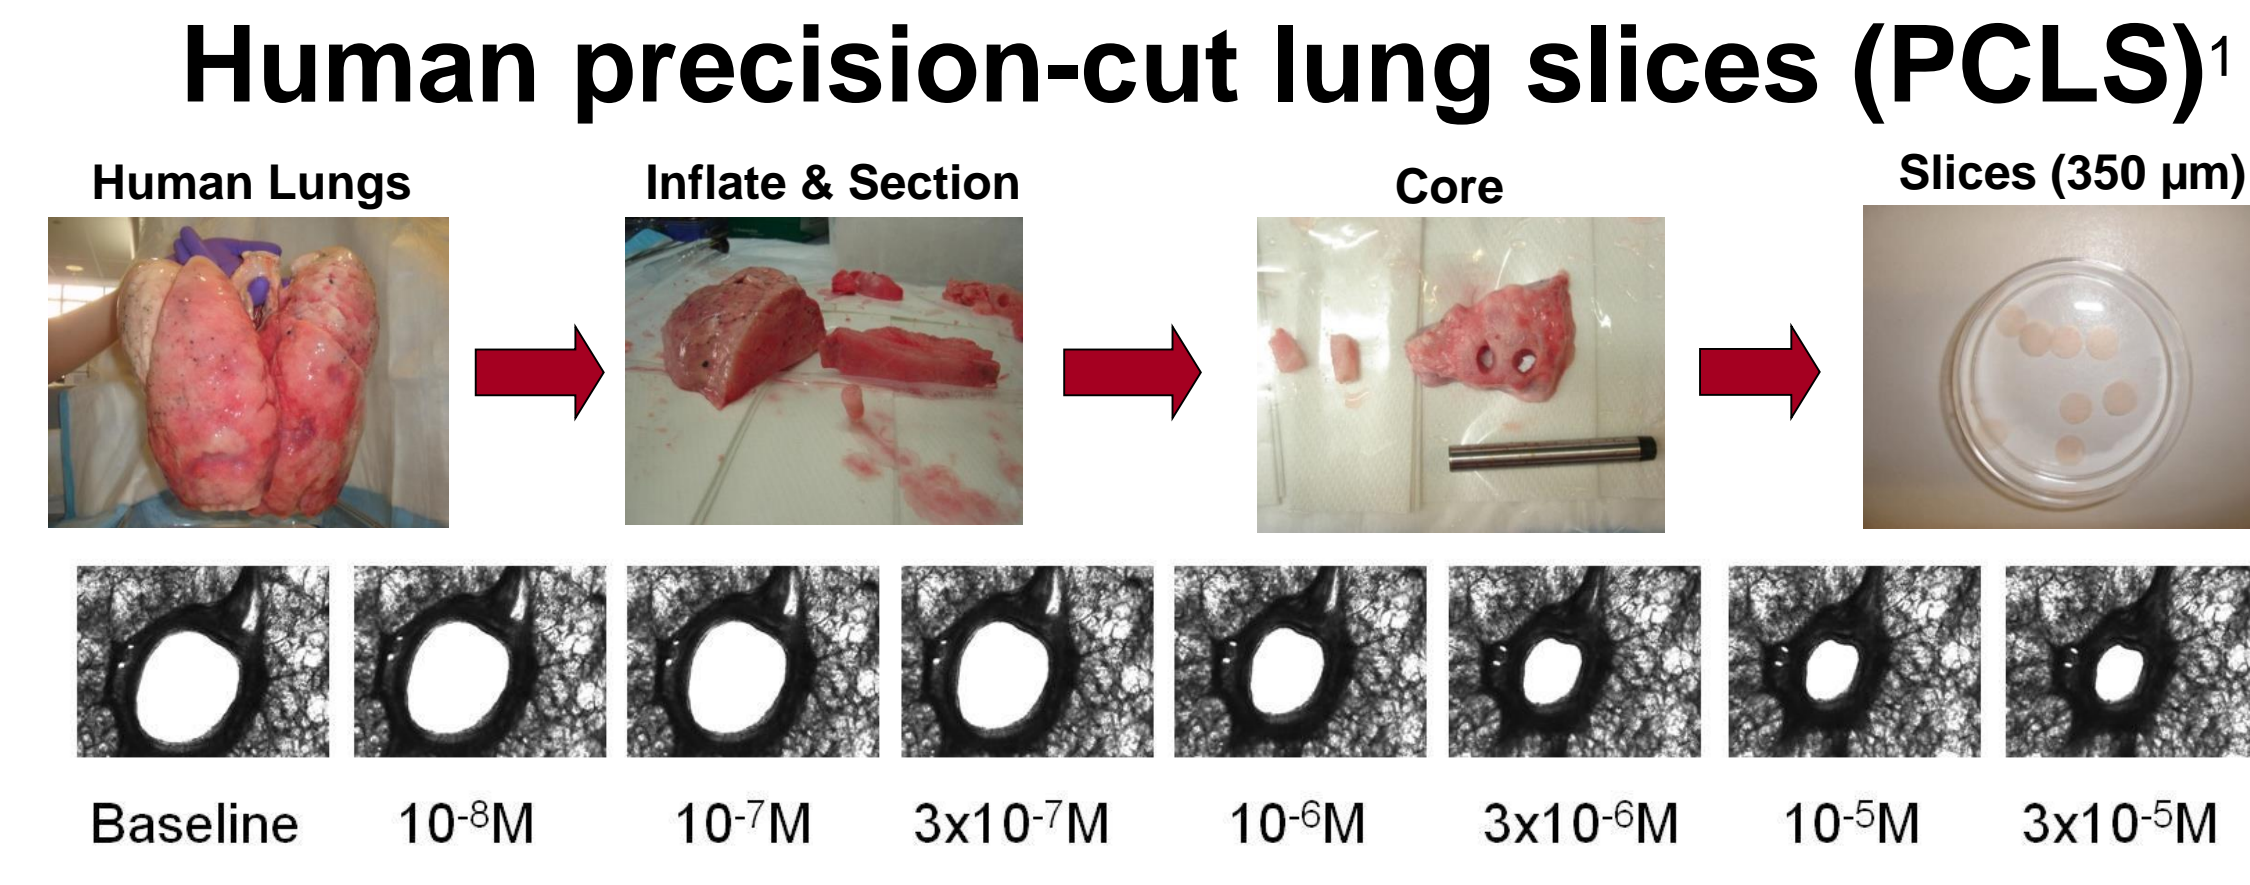 Human precision-cut lung slices (PCLS)¹
Human Lungs
Inflate & Section
Core
Slices (350 µm)
Baseline
10⁻⁸M
10⁻⁷M
3x10⁻⁷M
10⁻⁶M
3x10⁻⁶M
10⁻⁵M
3x10⁻⁵M